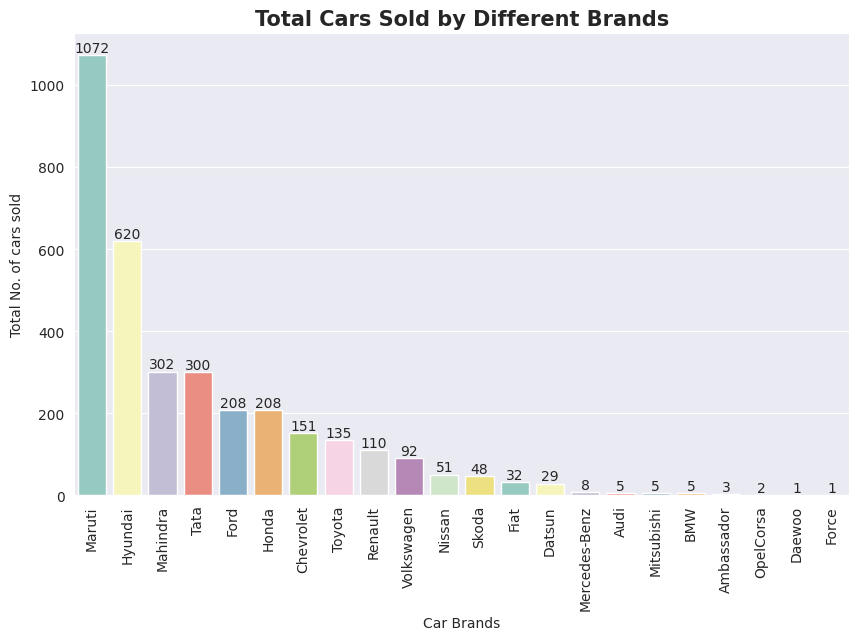 Total Cars Sold by Different Brands
Total No. of cars sold
1000
800
600
400
200
0
1072
620
302
300
208
208
151
135
110
92
51
48
32
29
8
5
5
5
3
2
1
1
Maruti
Hyundai
Mahindra
Tata
Ford
Honda
Chevrolet
Toyota
Renault
Volkswagen
Nissan
Skoda
Fiat
Datsun
Mercedes-Benz
Audi
Mitsubishi
BMW
Ambassador
OpelCorsa
Daewoo
Force
Car Brands